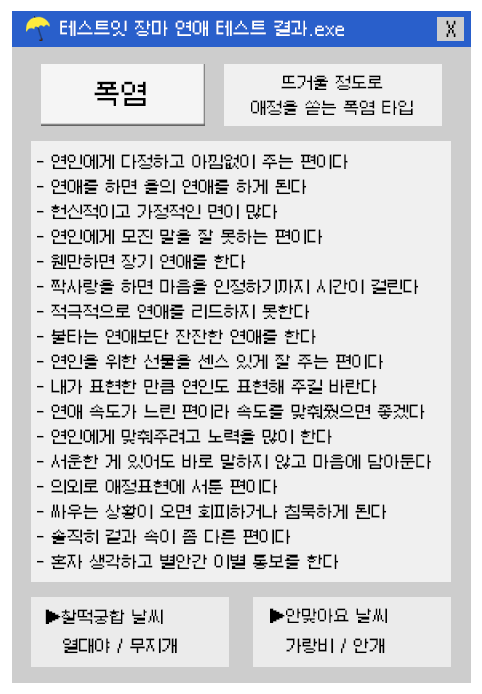 테스트잇 장마 연애 테스트 결과.exe X
폭염
뜨거울 정도로
애정을 쏟는 폭염 타입
- 연인에게 다정하고 아낌없이 주는 편이다
- 연애를 하면 올의 연애를 하게 된다
- 헌신적이고 가정적인 면이 많다
- 연인에게 모진 말을 잘 못하는 편이다
- 웬만하면 장기 연애를 한다
- 짝사랑을 하면 마음을 인정하기까지 시간이 걸린다
- 적극적으로 연애를 리드하지 못한다
- 불타는 연애보단 잔잔한 연애를 한다
- 연인을 위한 선물을 센스 있게 잘 주는 편이다
- 내가 표현한 만큼 연인도 표현해 주길 바란다
- 연애 속도가 느린 편이라 속도를 맞춰줬으면 좋겠다
- 연인에게 맞춰주려고 노력을 많이 한다
- 서운한 게 있어도 바로 말하지 않고 마음에 담아둔다
- 의외로 애정표현에 서툰 편이다
- 싸우는 상황이 오면 회피하거나 침묵하게 된다
- 솔직히 겉과 속이 좀 다른 편이다
- 혼자 생각하고 별안간 이별 통보를 한다
▶찰떡궁합 날씨
열대야 / 무지개
▶안맞아요 날씨
가랑비 / 안개